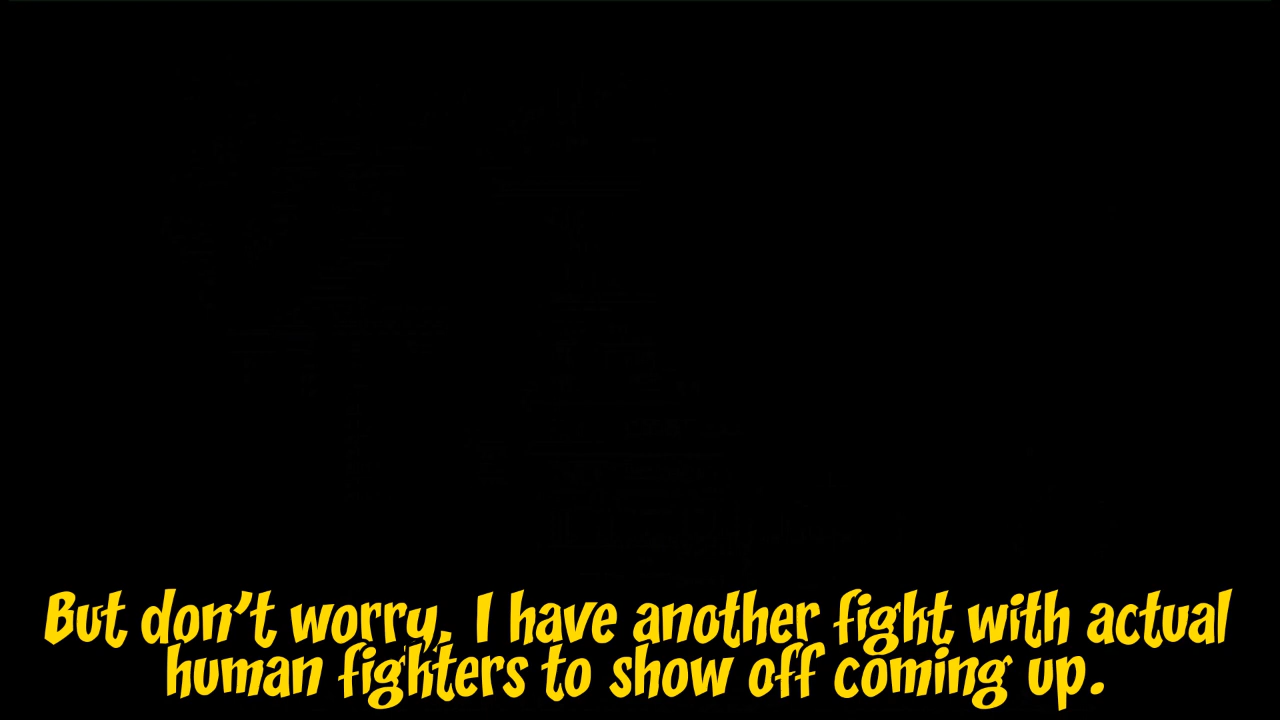 But don't worry, I have another fight with actual
human fighters to show off coming up.